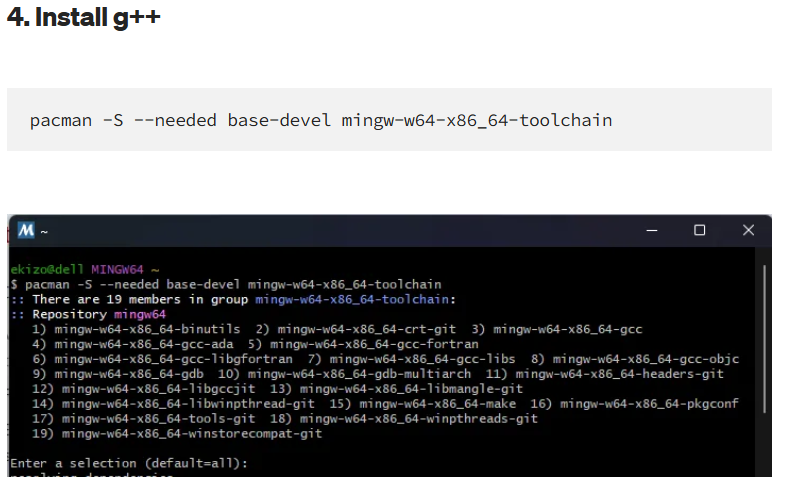 4. Install g++
pacman -S --needed base-devel mingw-w64-x86_64-toolchain
M ~
ekizo@dell MINGW64 ~
$ pacman -S --needed base-devel mingw-w64-x86_64-toolchain
:: There are 19 members in group mingw-w64-x86_64-toolchain:
:: Repository mingw64
1) mingw-w64-x86_64-binutils 2) mingw-w64-x86_64-crt-git 3) mingw-w64-x86_64-gcc
4) mingw-w64-x86_64-gcc-ada 5) mingw-w64-x86_64-gcc-fortran
6) mingw-w64-x86_64-gcc-libgfortran 7) mingw-w64-x86_64-gcc-libs 8) mingw-w64-x86_64-gcc-objc
9) mingw-w64-x86_64-gdb 10) mingw-w64-x86_64-gdb-multiarch 11) mingw-w64-x86_64-headers-git
12) mingw-w64-x86_64-libgccjit 13) mingw-w64-x86_64-libmangle-git
14) mingw-w64-x86_64-libwinpthread-git 15) mingw-w64-x86_64-make 16) mingw-w64-x86_64-pkgconf
17) mingw-w64-x86_64-tools-git 18) mingw-w64-x86_64-winpthreads-git
19) mingw-w64-x86_64-winstorecompat-git
Enter a selection (default=all):